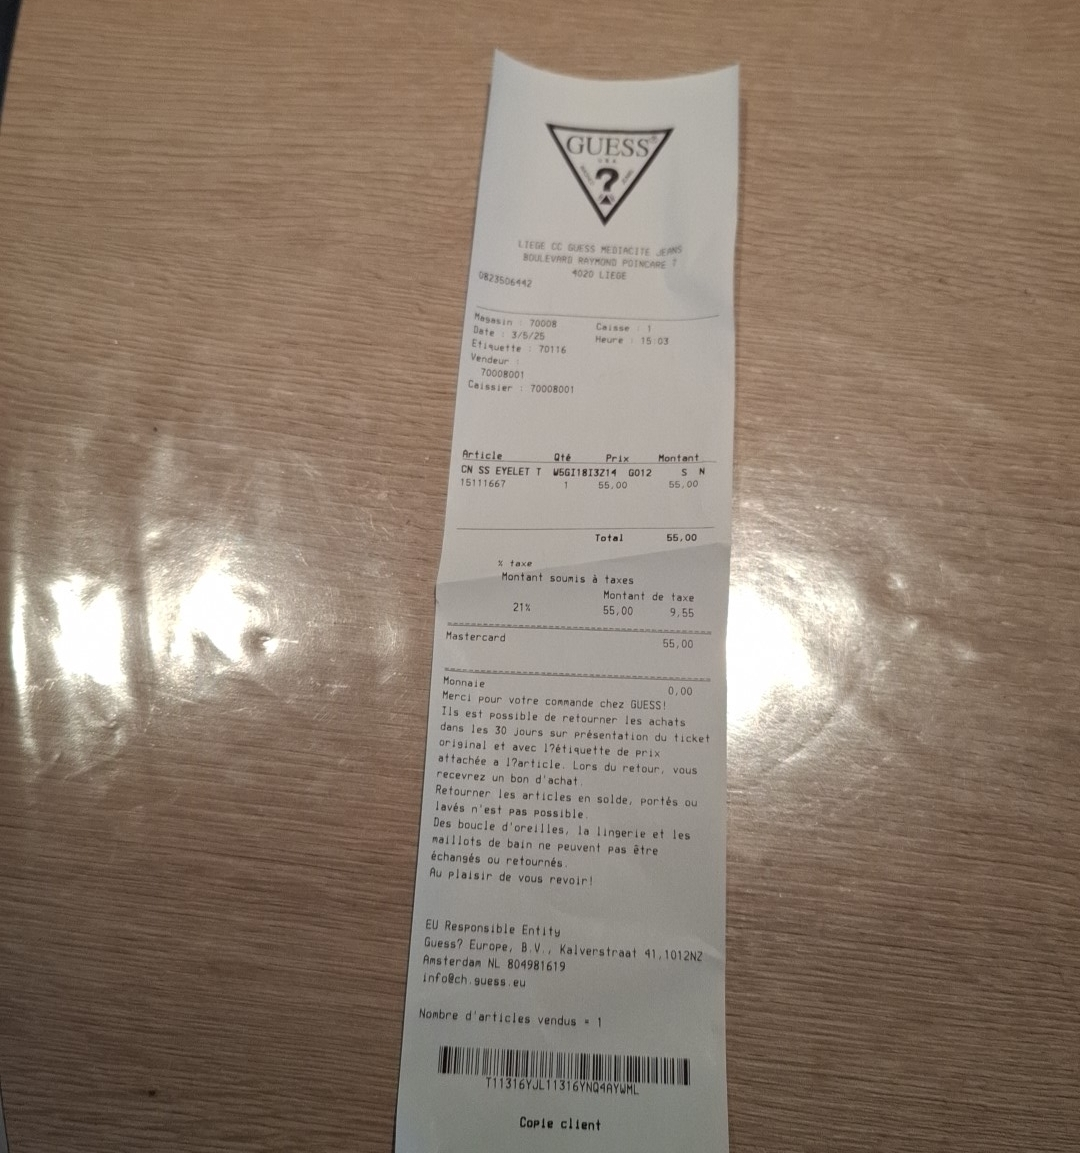 GUESS
?
LIEGE CC GUESS MEDIACITE JEANS
BOULEVARD RAYMOND POINCARE 7
4020 LIEGE
0823506442
Magasin : 70008 Caisse : 1
Date : 3/5/25 Heure : 15:03
Etiquette : 70116
Vendeur :
70008001
Caissier : 70008001
Article Qté Prix Montant
CN SS EYELET T W5GI18I3Z14 G012 S N
15111667 1 55,00 55,00
Total 55,00
% taxe
Montant soumis à taxes
Montant de taxe
21% 55,00 9,55
Mastercard 55,00
Monnaie 0,00
Merci pour votre commande chez GUESS!
Ils est possible de retourner les achats
dans les 30 jours sur présentation du ticket
original et avec l?étiquette de prix
attachée a l?article. Lors du retour, vous
recevrez un bon d'achat.
Retourner les articles en solde, portés ou
lavés n'est pas possible.
Des boucle d'oreilles, la lingerie et les
maillots de bain ne peuvent pas être
échangés ou retournés.
Au plaisir de vous revoir!
EU Responsible Entity
Guess? Europe, B.V., Kalverstraat 41,1012NZ
Amsterdam NL 804981619
info@ch.guess.eu
Nombre d'articles vendus = 1
T11316YJL11316YNQ4AYWML
Copie client